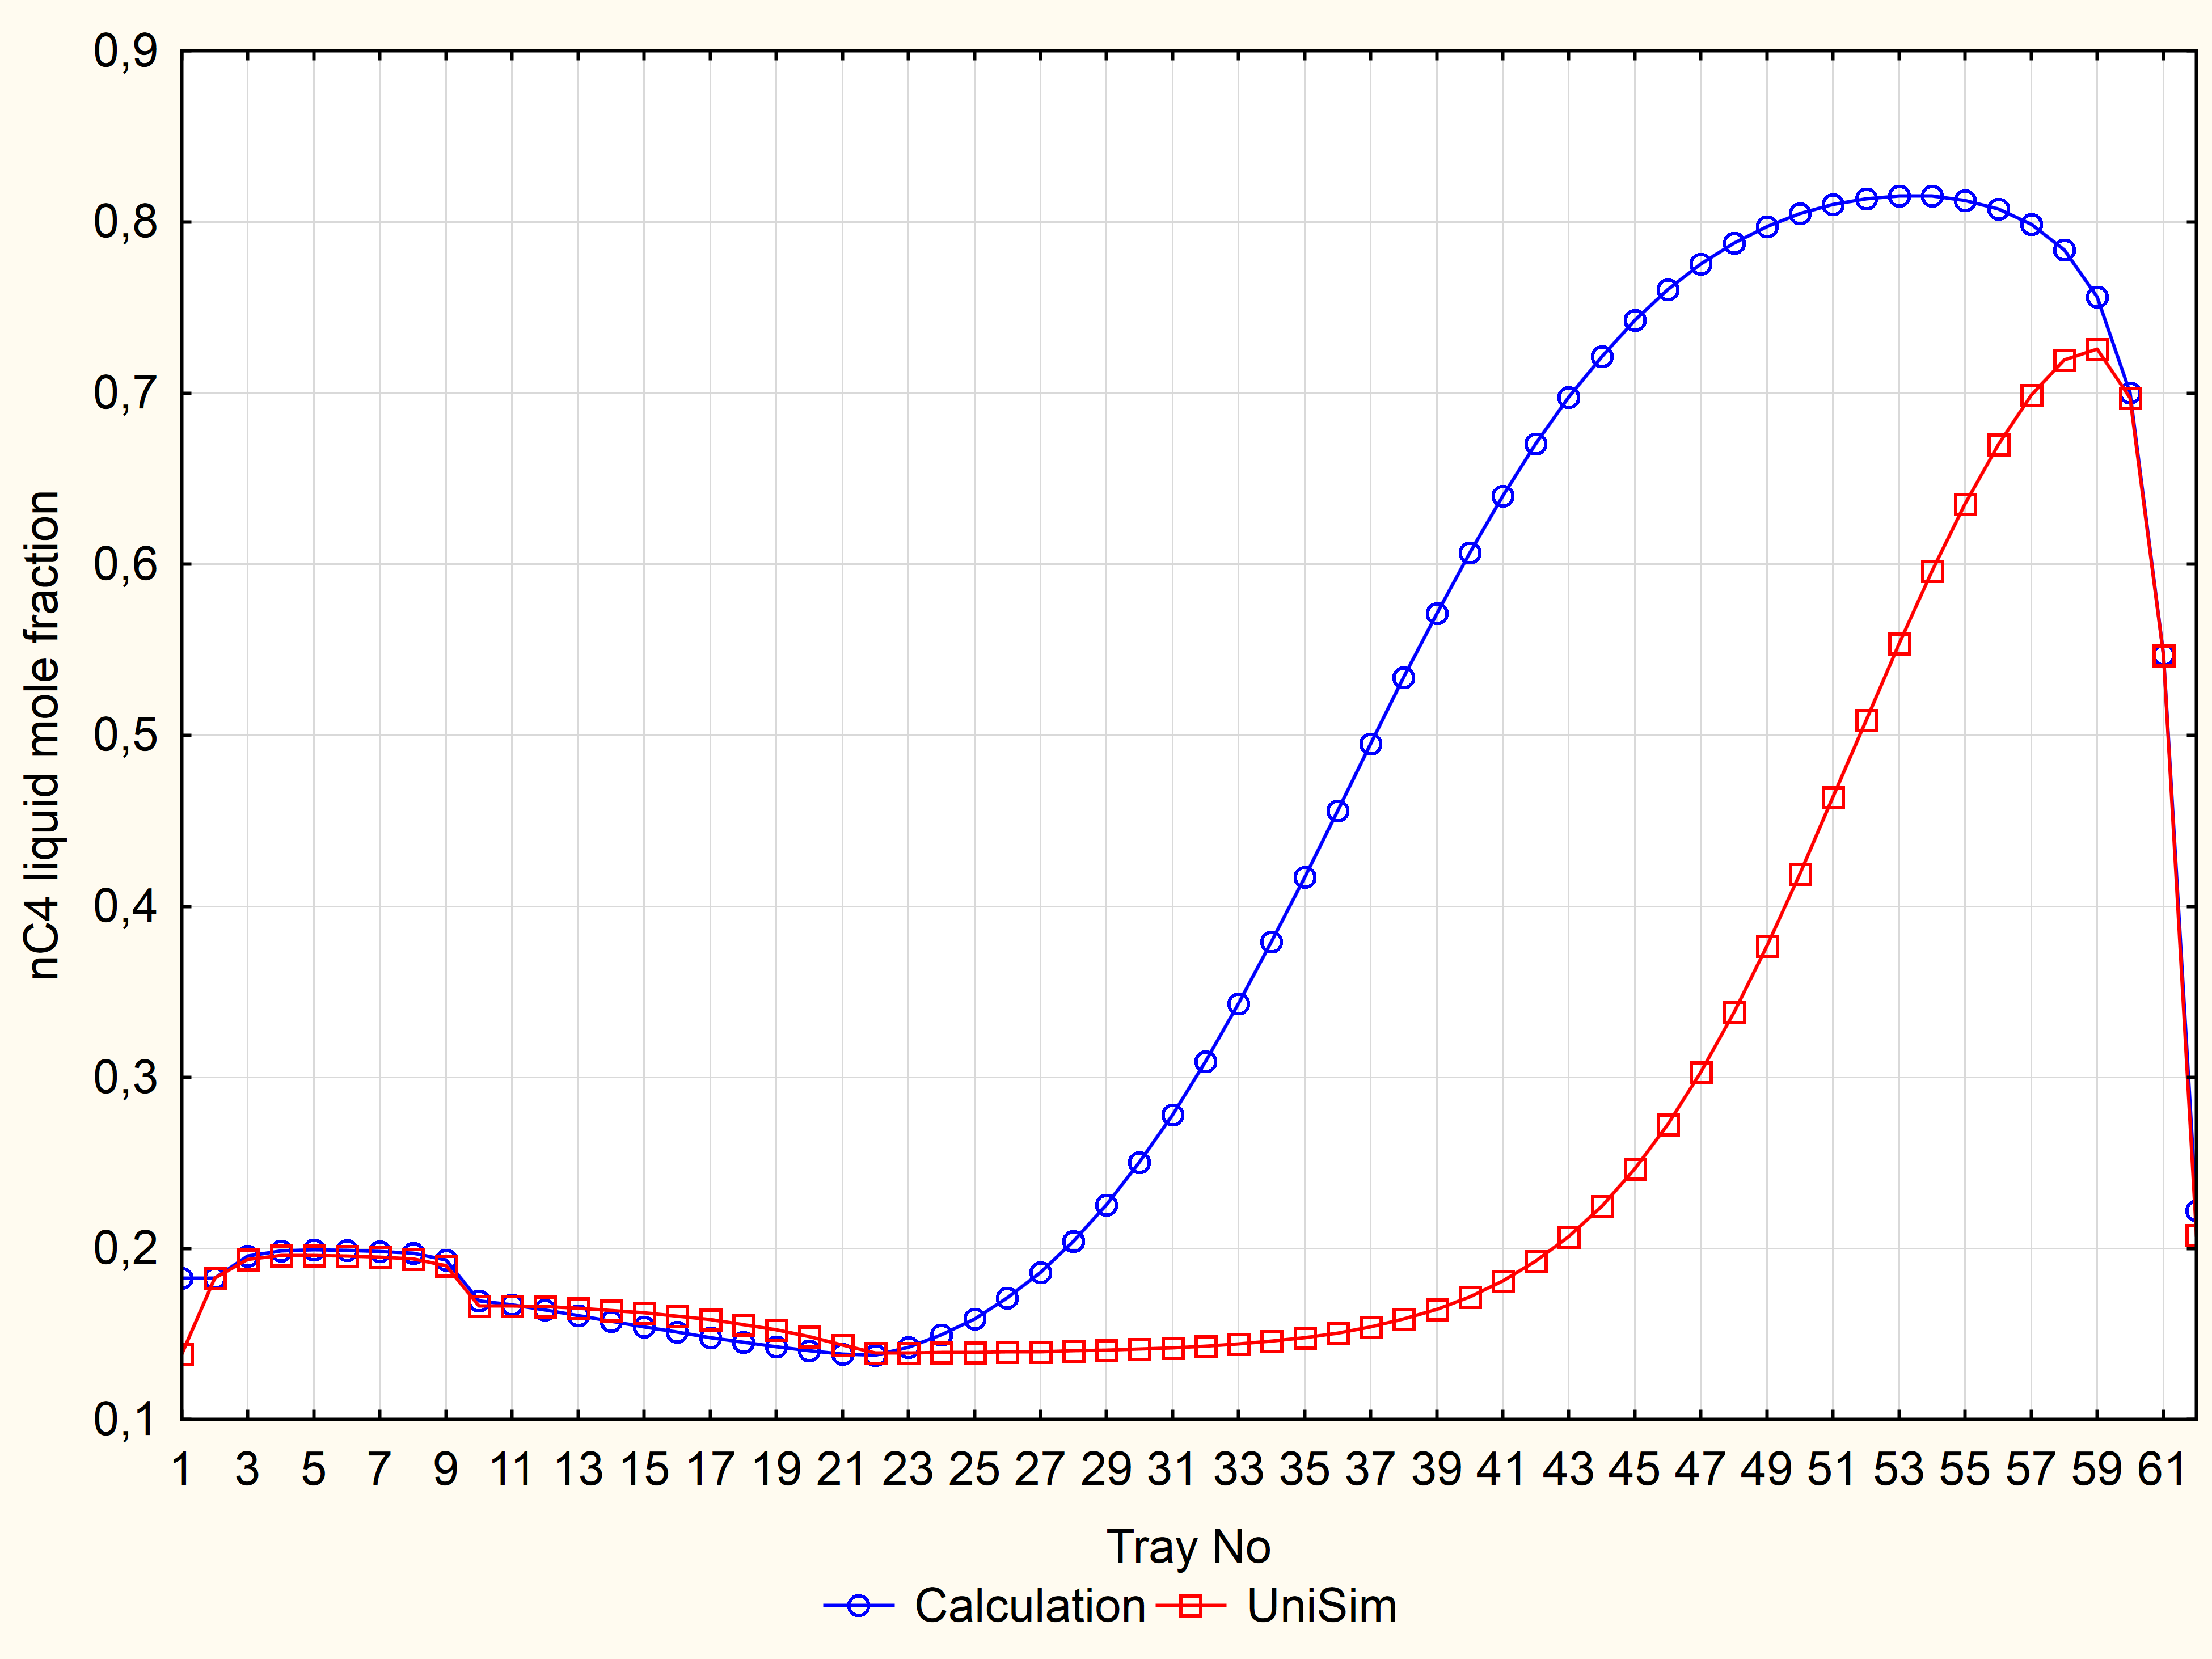 0,9
0,8
0,7
0,6
0,5
0,4
0,3
0,2
0,1
nC4 liquid mole fraction
1 3 5 7 9 11 13 15 17 19 21 23 25 27 29 31 33 35 37 39 41 43 45 47 49 51 53 55 57 59 61
Tray No
Calculation UniSim